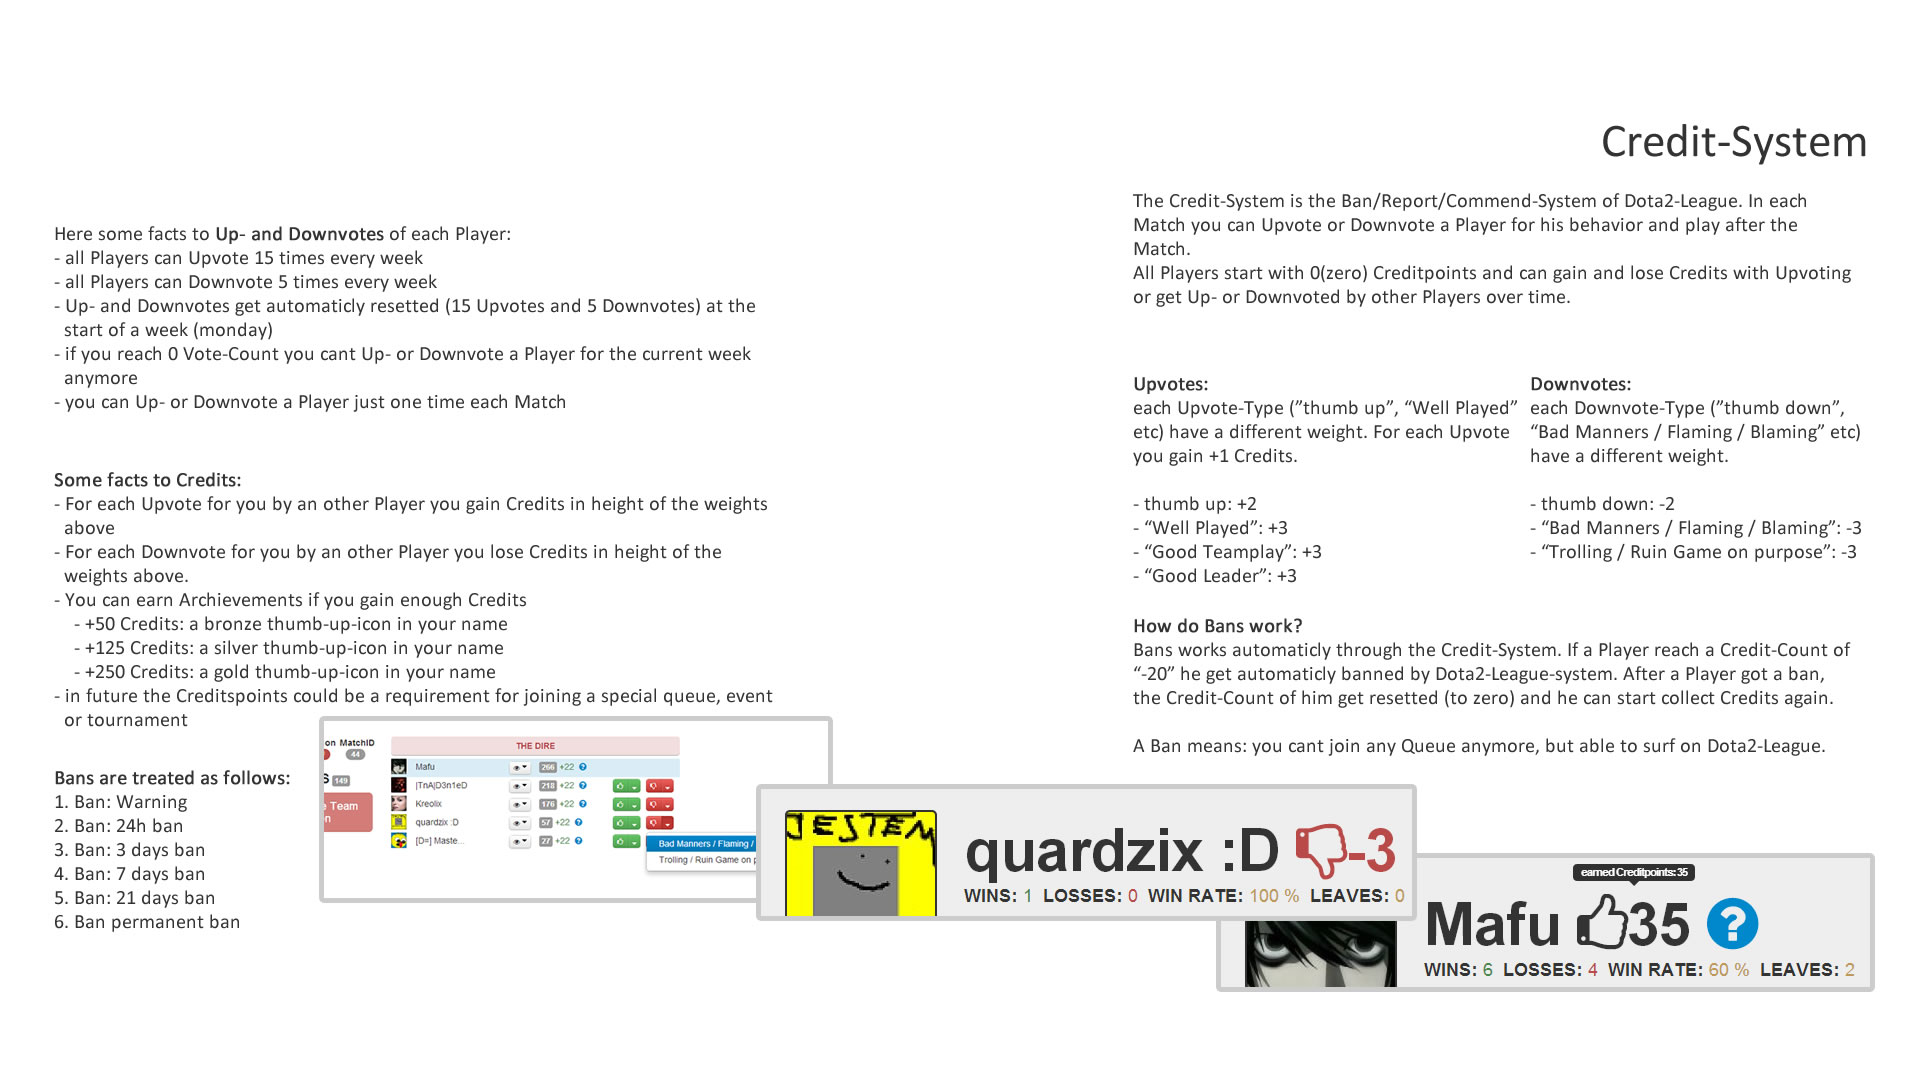 Credit-System
The Credit-System is the Ban/Report/Commend-System of Dota2-League. In each
Match you can Upvote or Downvote a Player for his behavior and play after the
Match.
All Players start with 0(zero) Creditpoints and can gain and lose Credits with Upvoting
or get Up- or Downvoted by other Players over time.
Here some facts to Up- and Downvotes of each Player:
- all Players can Upvote 15 times every week
- all Players can Downvote 5 times every week
- Up- and Downvotes get automaticly resetted (15 Upvotes and 5 Downvotes) at the
start of a week (monday)
- if you reach 0 Vote-Count you cant Up- or Downvote a Player for the current week
anymore
- you can Up- or Downvote a Player just one time each Match
Some facts to Credits:
- For each Upvote for you by an other Player you gain Credits in height of the weights
above
- For each Downvote for you by an other Player you lose Credits in height of the
weights above.
- You can earn Archievements if you gain enough Credits
- +50 Credits: a bronze thumb-up-icon in your name
- +125 Credits: a silver thumb-up-icon in your name
- +250 Credits: a gold thumb-up-icon in your name
- in future the Creditspoints could be a requirement for joining a special queue, event
or tournament
Bans are treated as follows:
1. Ban: Warning
2. Ban: 24h ban
3. Ban: 3 days ban
4. Ban: 7 days ban
5. Ban: 21 days ban
6. Ban permanent ban
Upvotes:
each Upvote-Type (”thumb up”, “Well Played”
etc) have a different weight. For each Upvote
you gain +1 Credits.
- thumb up: +2
- “Well Played”: +3
- “Good Teamplay”: +3
- “Good Leader”: +3
Downvotes:
each Downvote-Type (”thumb down”,
“Bad Manners / Flaming / Blaming” etc)
have a different weight.
- thumb down: -2
- “Bad Manners / Flaming / Blaming”: -3
- “Trolling / Ruin Game on purpose”: -3
How do Bans work?
Bans works automaticly through the Credit-System. If a Player reach a Credit-Count of
“-20” he get automaticly banned by Dota2-League-system. After a Player got a ban,
the Credit-Count of him get resetted (to zero) and he can start collect Credits again.
A Ban means: you cant join any Queue anymore, but able to surf on Dota2-League.
on MatchID
44
S 149
e Team
n
THE DIRE
Mafu 266 +22 ?
|TnA|D3n1eD 218 +22 ?
Kreolix 176 +22 ?
quardzix :D 57 +22 ?
[D=] Maste... 27 +22 ?
Bad Manners / Flaming /
Trolling / Ruin Game on p
JESTEM
quardzix :D -3
WINS: 1 LOSSES: 0 WIN RATE: 100 % LEAVES: 0
earned Creditpoints: 35
Mafu 35 ?
WINS: 6 LOSSES: 4 WIN RATE: 60 % LEAVES: 2